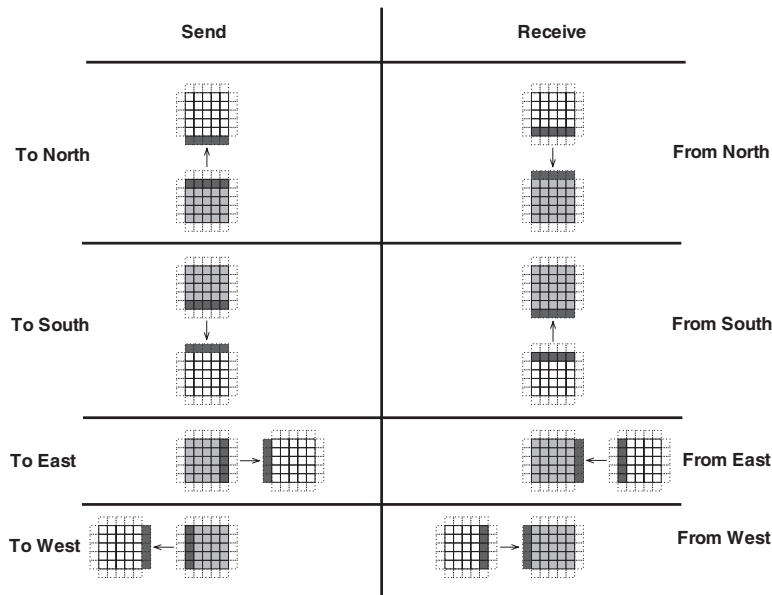 Send
Receive
To North
From North
To South
From South
To East
From East
To West
From West